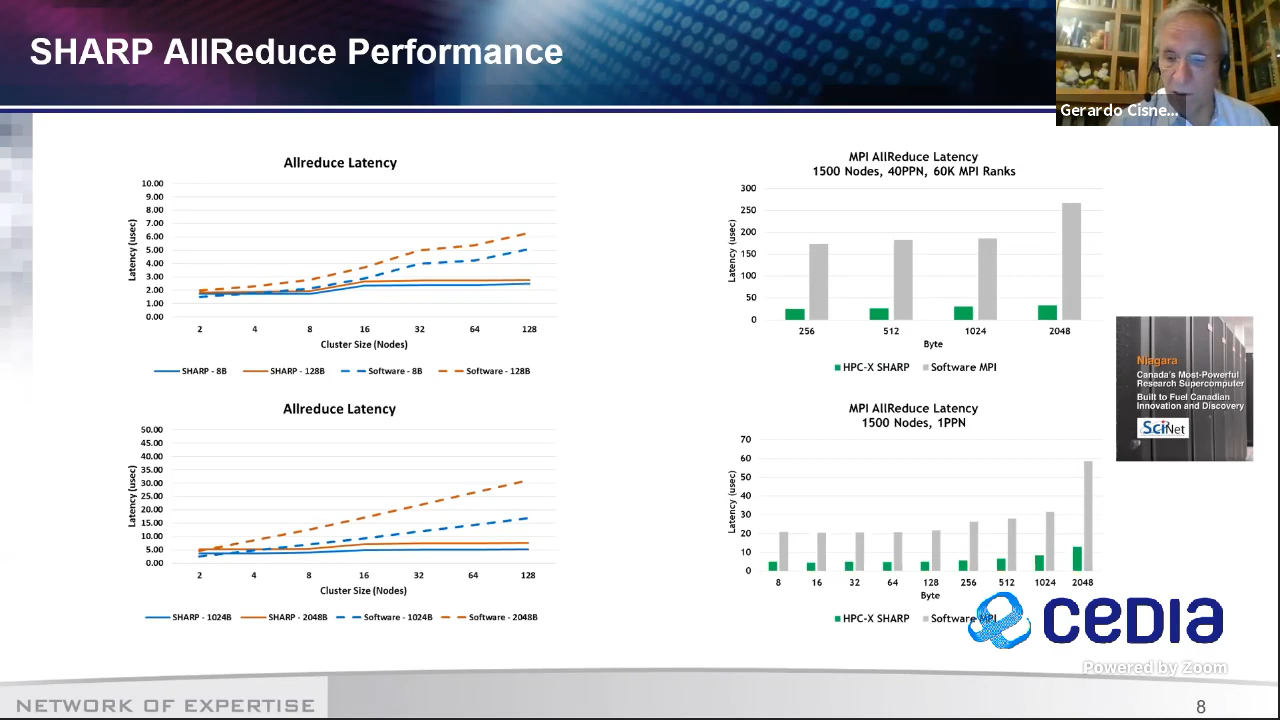 SHARP AllReduce Performance
Gerardo Cisne...
Allreduce Latency
10.00
9.00
8.00
7.00
6.00
5.00
4.00
3.00
2.00
1.00
0.00
Latency (usec)
2 4 8 16 32 64 128
Cluster Size (Nodes)
SHARP - 8B SHARP - 128B Software - 8B Software - 128B
MPI AllReduce Latency
1500 Nodes, 40PPN, 60K MPI Ranks
300
250
200
150
100
50
0
Latency (usec)
256 512 1024 2048
Byte
HPC-X SHARP Software MPI
Niagara
Canada's Most-Powerful
Research Supercomputer
Built to Fuel Canadian
Innovation and Discovery
SciNet
Allreduce Latency
50.00
45.00
40.00
35.00
30.00
25.00
20.00
15.00
10.00
5.00
0.00
Latency (usec)
2 4 8 16 32 64 128
Cluster Size (Nodes)
SHARP - 1024B SHARP - 2048B Software - 1024B Software - 2048B
MPI AllReduce Latency
1500 Nodes, 1PPN
70
60
50
40
30
20
10
0
Latency (usec)
8 16 32 64 128 256 512 1024 2048
Byte
HPC-X SHARP Software MPI
CEDIA
Powered by Zoom
NETWORK OF EXPERTISE
8